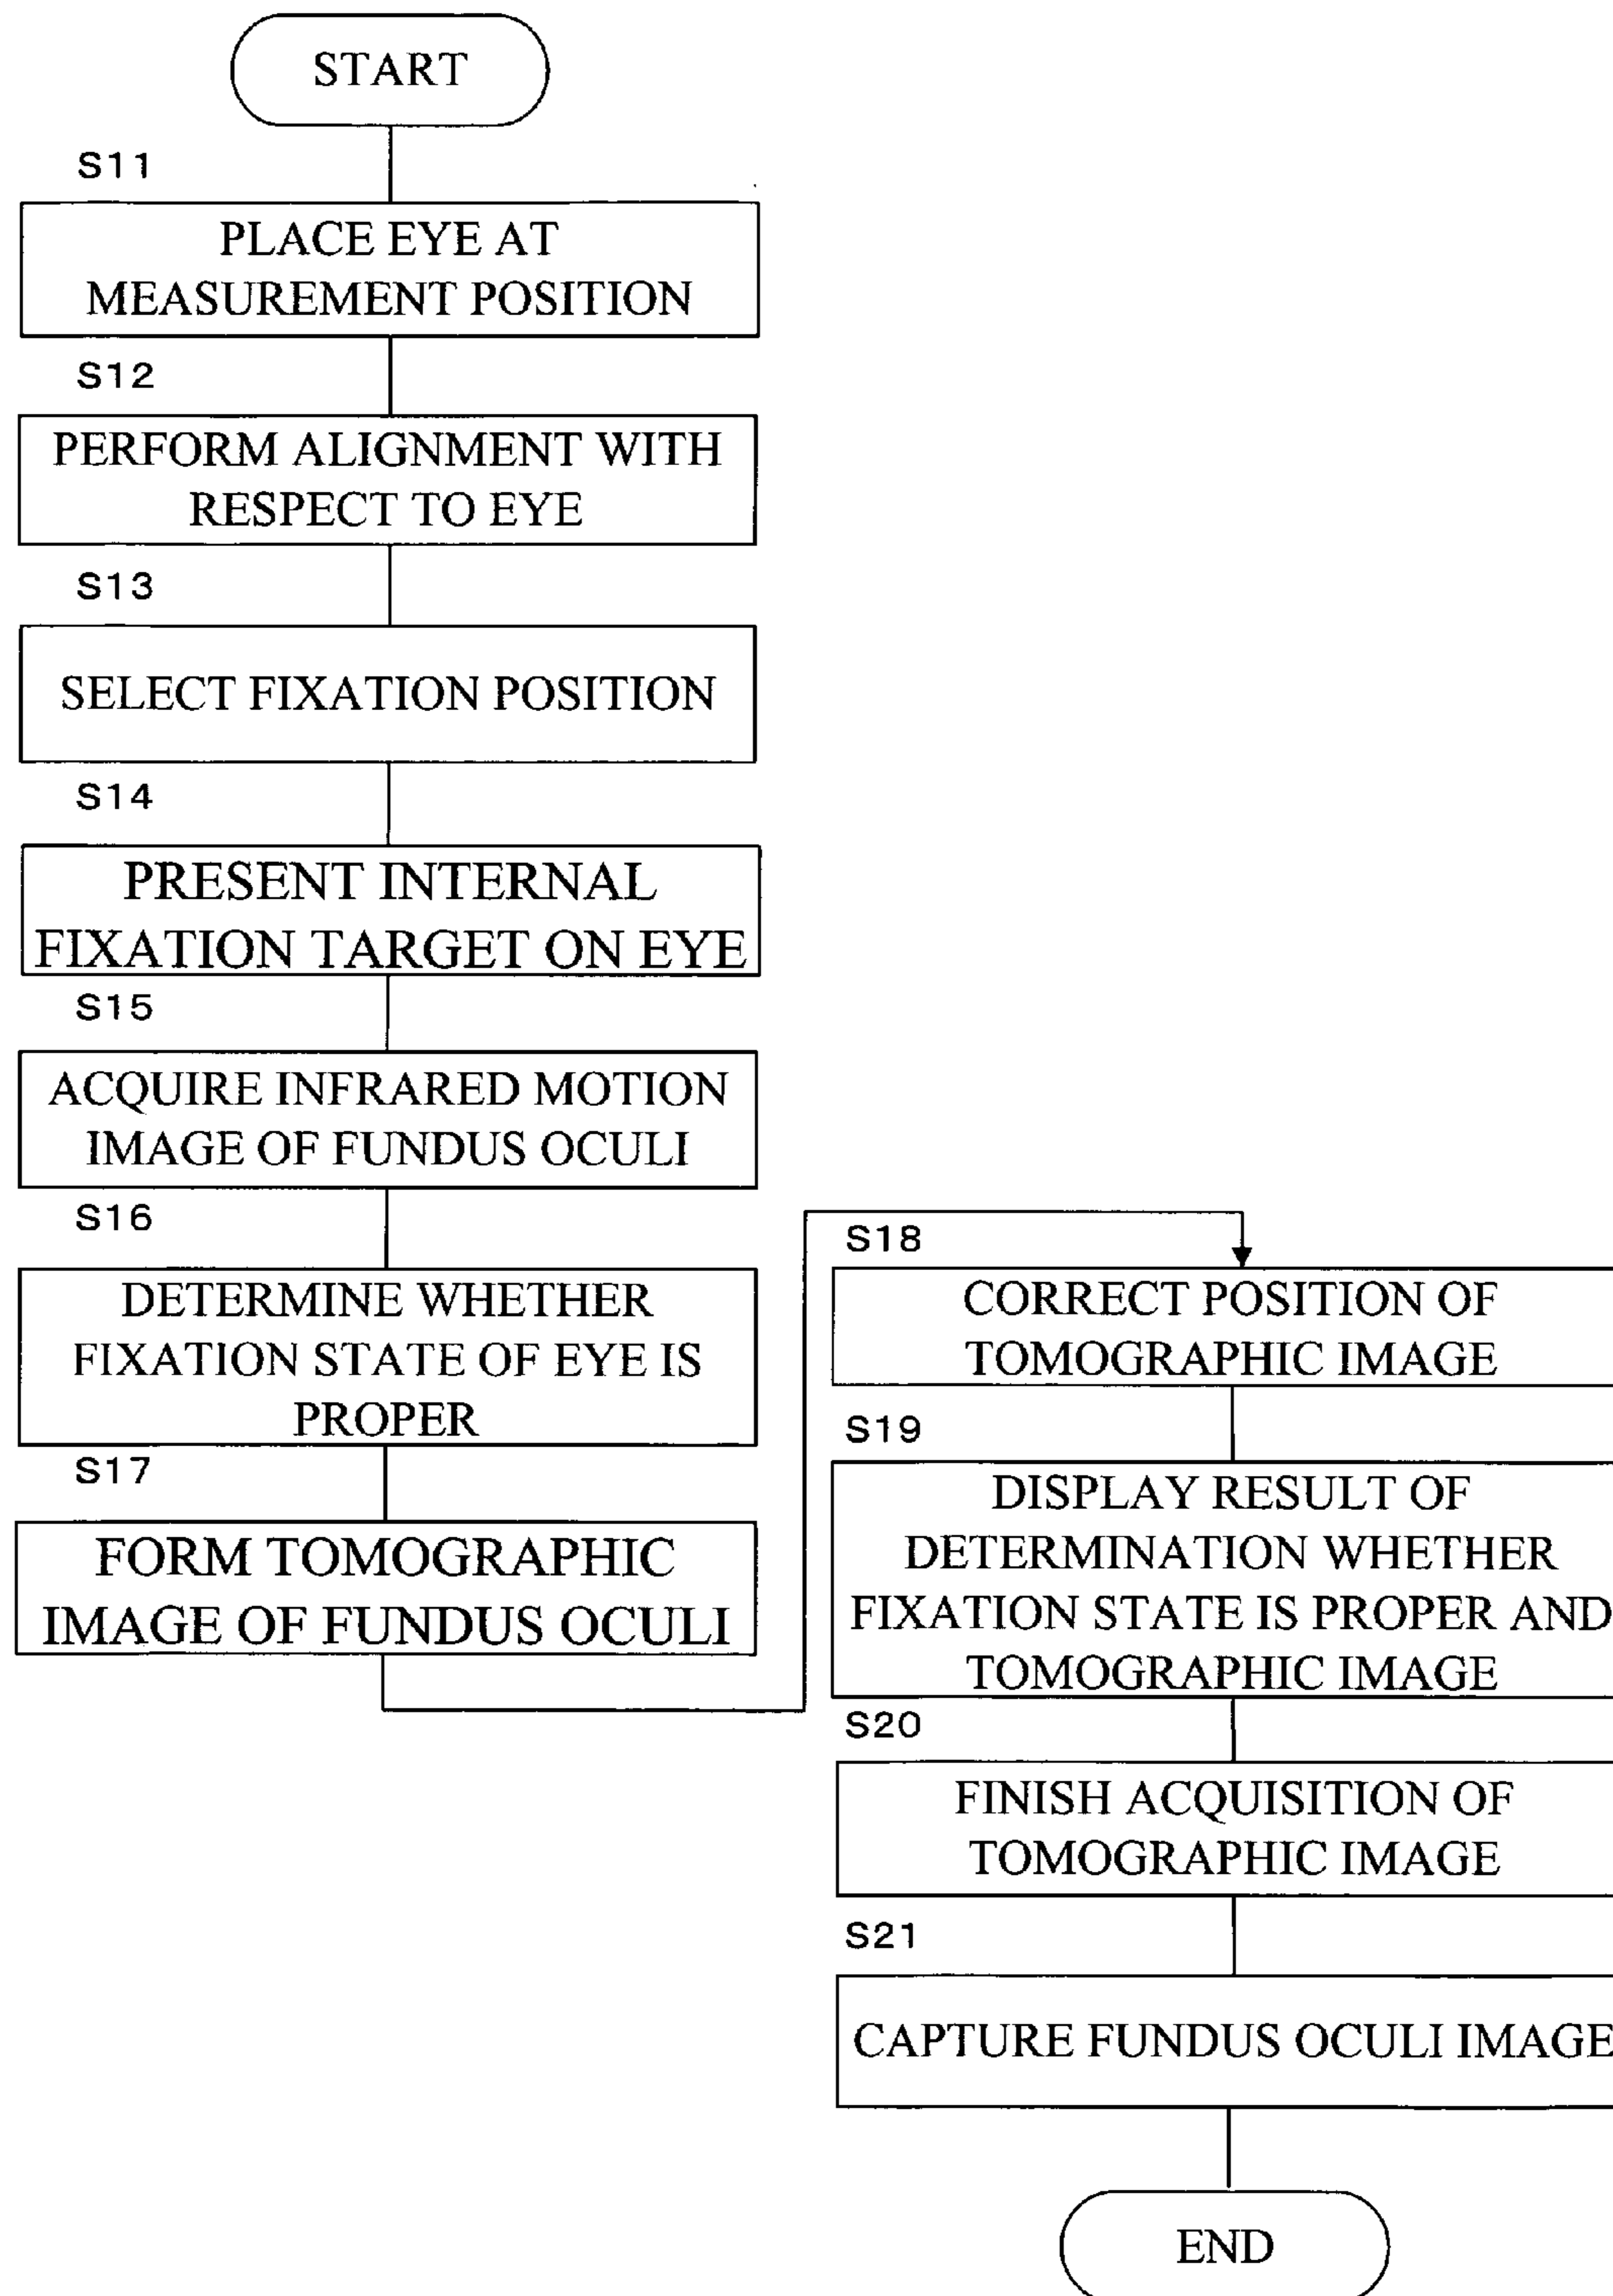 START
S11
PLACE EYE AT
MEASUREMENT POSITION
S12
PERFORM ALIGNMENT WITH
RESPECT TO EYE
S13
SELECT FIXATION POSITION
S14
PRESENT INTERNAL
FIXATION TARGET ON EYE
S15
ACQUIRE INFRARED MOTION
IMAGE OF FUNDUS OCULI
S16
DETERMINE WHETHER
FIXATION STATE OF EYE IS
PROPER
S17
FORM TOMOGRAPHIC
IMAGE OF FUNDUS OCULI
S18
CORRECT POSITION OF
TOMOGRAPHIC IMAGE
S19
DISPLAY RESULT OF
DETERMINATION WHETHER
FIXATION STATE IS PROPER AND
TOMOGRAPHIC IMAGE
S20
FINISH ACQUISITION OF
TOMOGRAPHIC IMAGE
S21
CAPTURE FUNDUS OCULI IMAGE
END